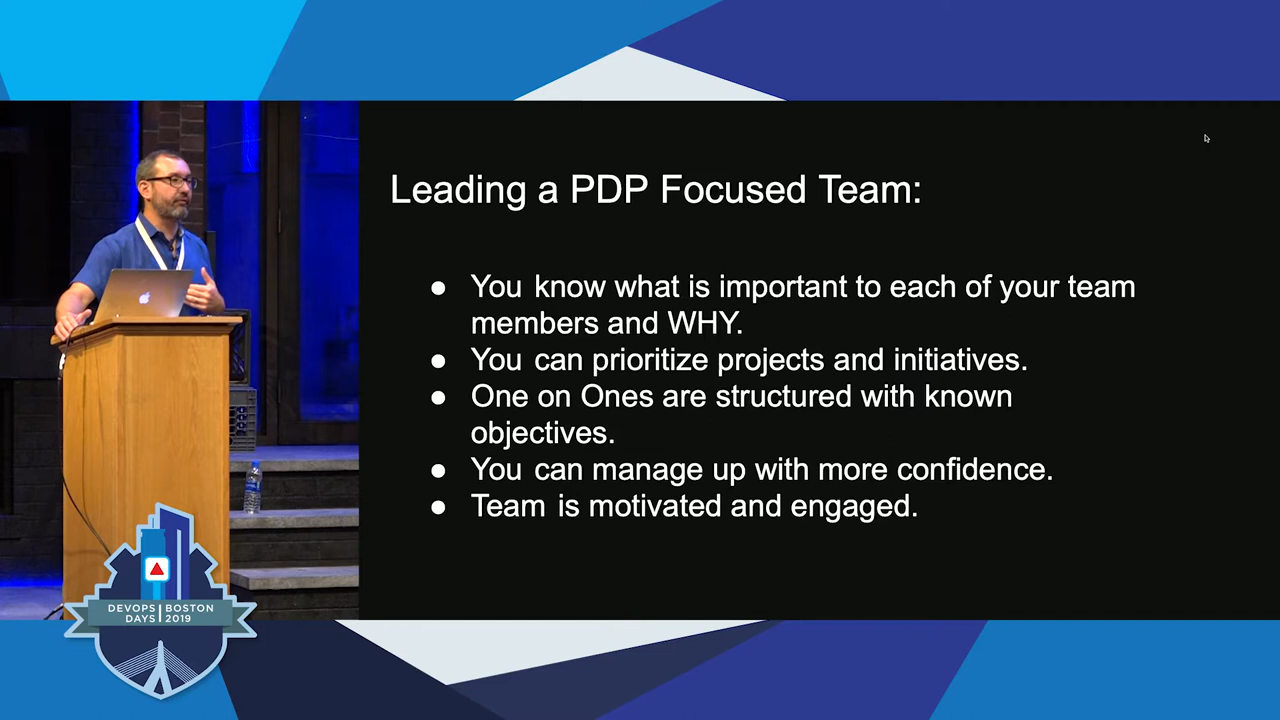 Leading a PDP Focused Team:
● You know what is important to each of your team
members and WHY.
● You can prioritize projects and initiatives.
● One on Ones are structured with known
objectives.
● You can manage up with more confidence.
● Team is motivated and engaged.
DEVOPS BOSTON
DAYS 2019